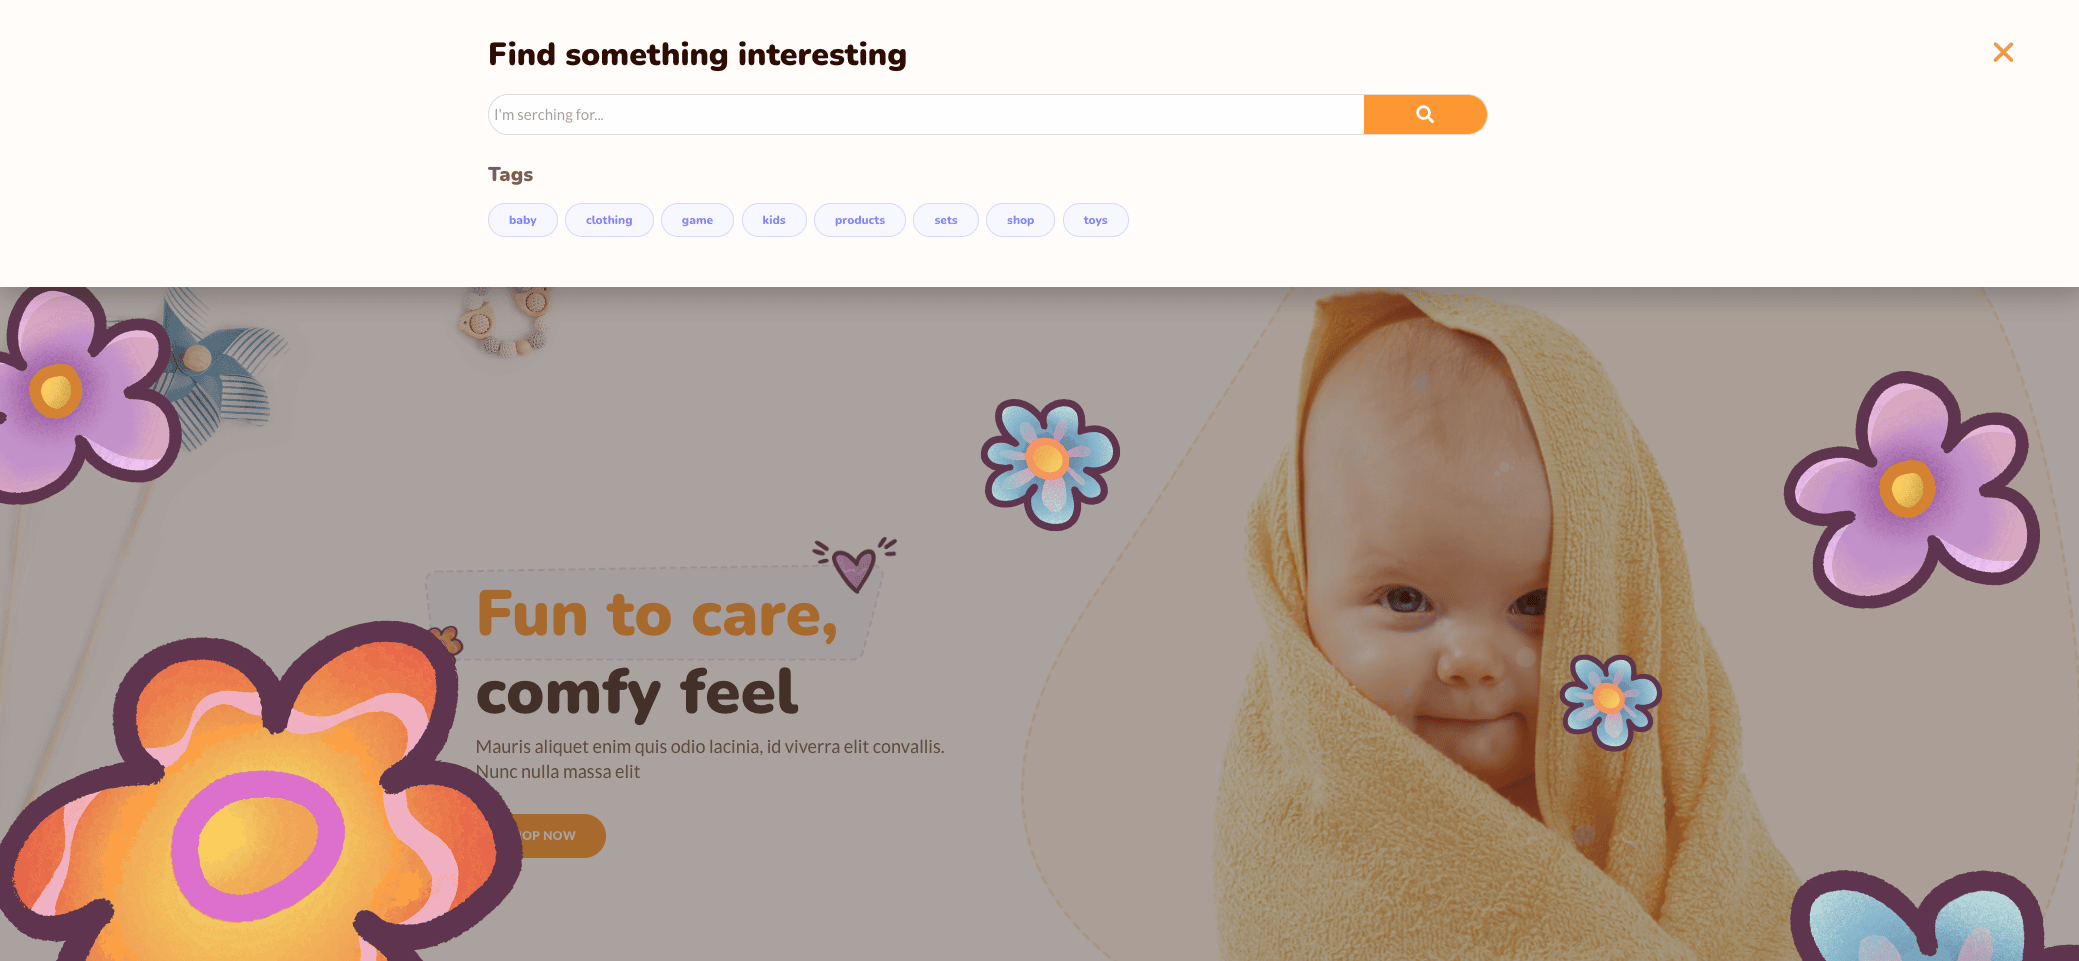 Find something interesting
I'm serching for...
Tags
baby clothing game kids products sets shop toys
Fun to care,
comfy feel
Mauris aliquet enim quis odio lacinia, id viverra elit convallis.
Nunc nulla massa elit
OP NOW